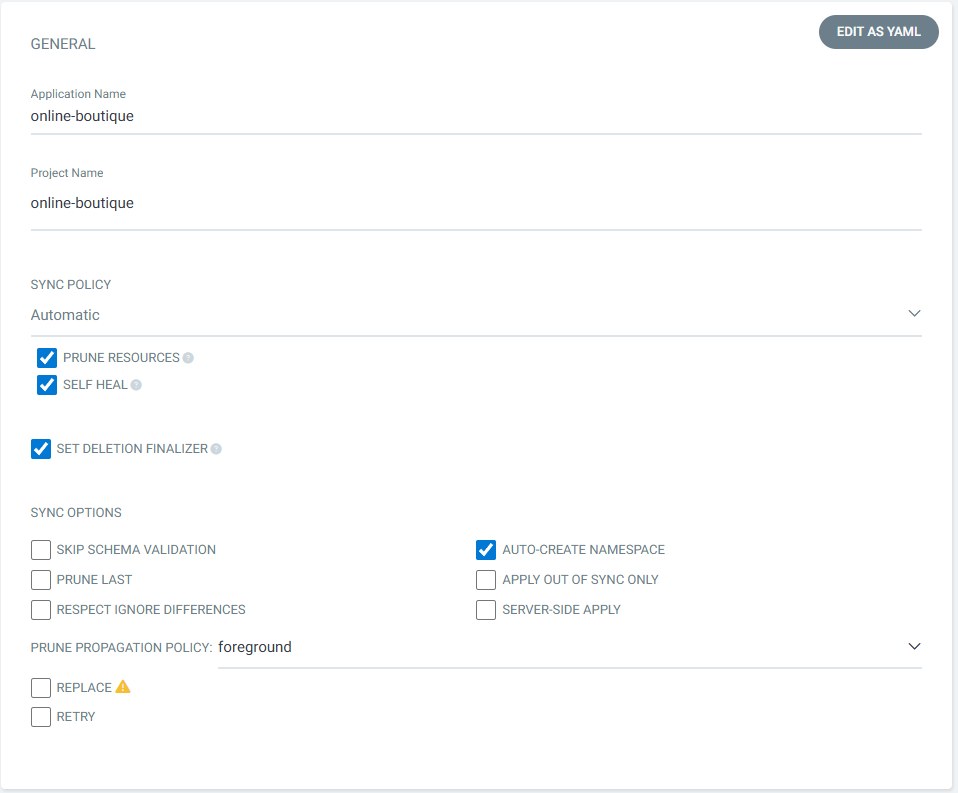 GENERAL
EDIT AS YAML
Application Name
online-boutique
Project Name
online-boutique
SYNC POLICY
Automatic
PRUNE RESOURCES ?
SELF HEAL ?
SET DELETION FINALIZER ?
SYNC OPTIONS
SKIP SCHEMA VALIDATION
AUTO-CREATE NAMESPACE
PRUNE LAST
APPLY OUT OF SYNC ONLY
RESPECT IGNORE DIFFERENCES
SERVER-SIDE APPLY
PRUNE PROPAGATION POLICY: foreground
REPLACE
RETRY